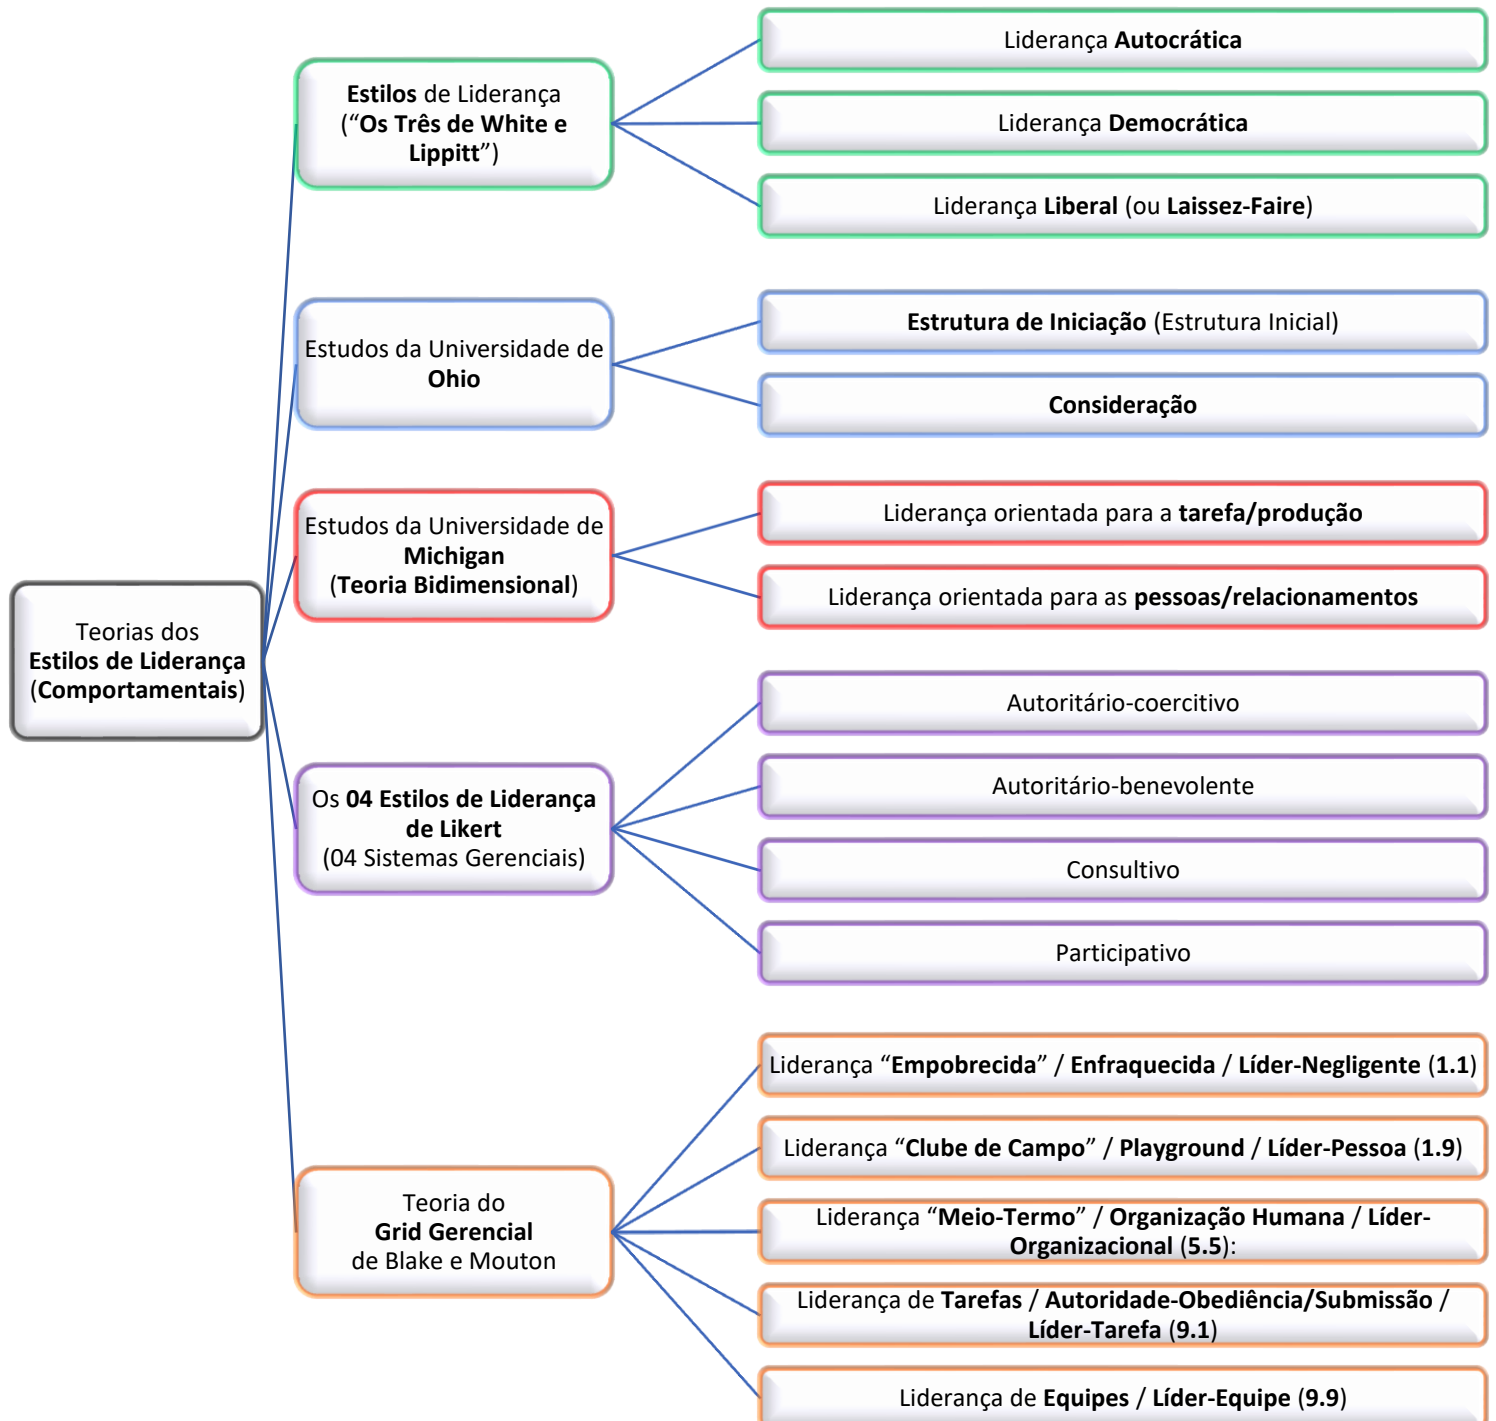 Teorias dos
Estilos de Liderança
(Comportamentais)
Estilos de Liderança
(“Os Três de White e
Lippitt”)
Liderança Autocrática
Liderança Democrática
Liderança Liberal (ou Laissez-Faire)
Estudos da Universidade de
Ohio
Estrutura de Iniciação (Estrutura Inicial)
Consideração
Estudos da Universidade de
Michigan
(Teoria Bidimensional)
Liderança orientada para a tarefa/produção
Liderança orientada para as pessoas/relacionamentos
Os 04 Estilos de Liderança
de Likert
(04 Sistemas Gerenciais)
Autoritário-coercitivo
Autoritário-benevolente
Consultivo
Participativo
Teoria do
Grid Gerencial
de Blake e Mouton
Liderança “Empobrecida” / Enfraquecida / Líder-Negligente (1.1)
Liderança “Clube de Campo” / Playground / Líder-Pessoa (1.9)
Liderança “Meio-Termo” / Organização Humana / Líder-
Organizacional (5.5):
Liderança de Tarefas / Autoridade-Obediência/Submissão /
Líder-Tarefa (9.1)
Liderança de Equipes / Líder-Equipe (9.9)